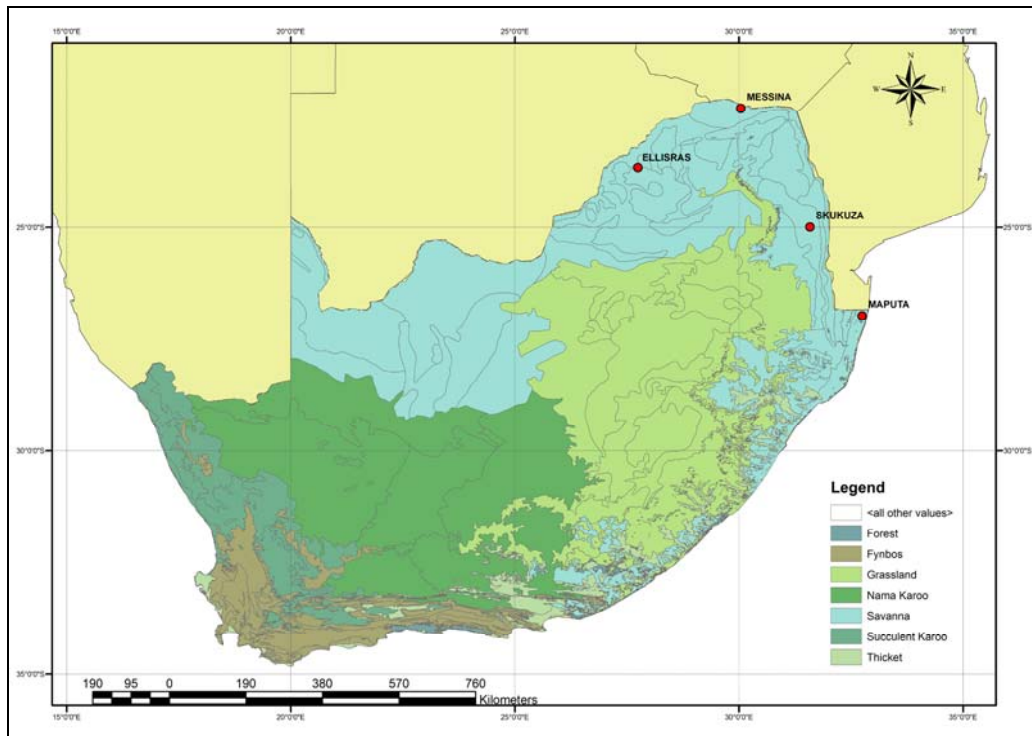 15°0'0"E 20°0'0"E 25°0'0"E 30°0'0"E 35°0'0"E
N
W E
S
MESSINA
ELLISRAS
SKUKUZA
25°0'0"S 25°0'0"S
MAPUTA
30°0'0"S 30°0'0"S
Legend
<all other values>
Forest
Fynbos
Grassland
Nama Karoo
Savanna
Succulent Karoo
Thicket
35°0'0"S 35°0'0"S
190 95 0 190 380 570 760
Kilometers
15°0'0"E 20°0'0"E 25°0'0"E 30°0'0"E 35°0'0"E